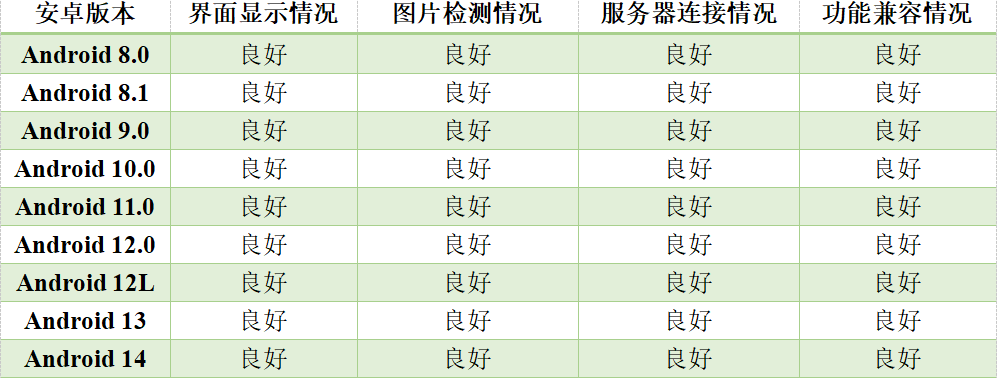 安卓版本 界面显示情况 图片检测情况 服务器连接情况 功能兼容情况
Android 8.0 良好 良好 良好 良好
Android 8.1 良好 良好 良好 良好
Android 9.0 良好 良好 良好 良好
Android 10.0 良好 良好 良好 良好
Android 11.0 良好 良好 良好 良好
Android 12.0 良好 良好 良好 良好
Android 12L 良好 良好 良好 良好
Android 13 良好 良好 良好 良好
Android 14 良好 良好 良好 良好